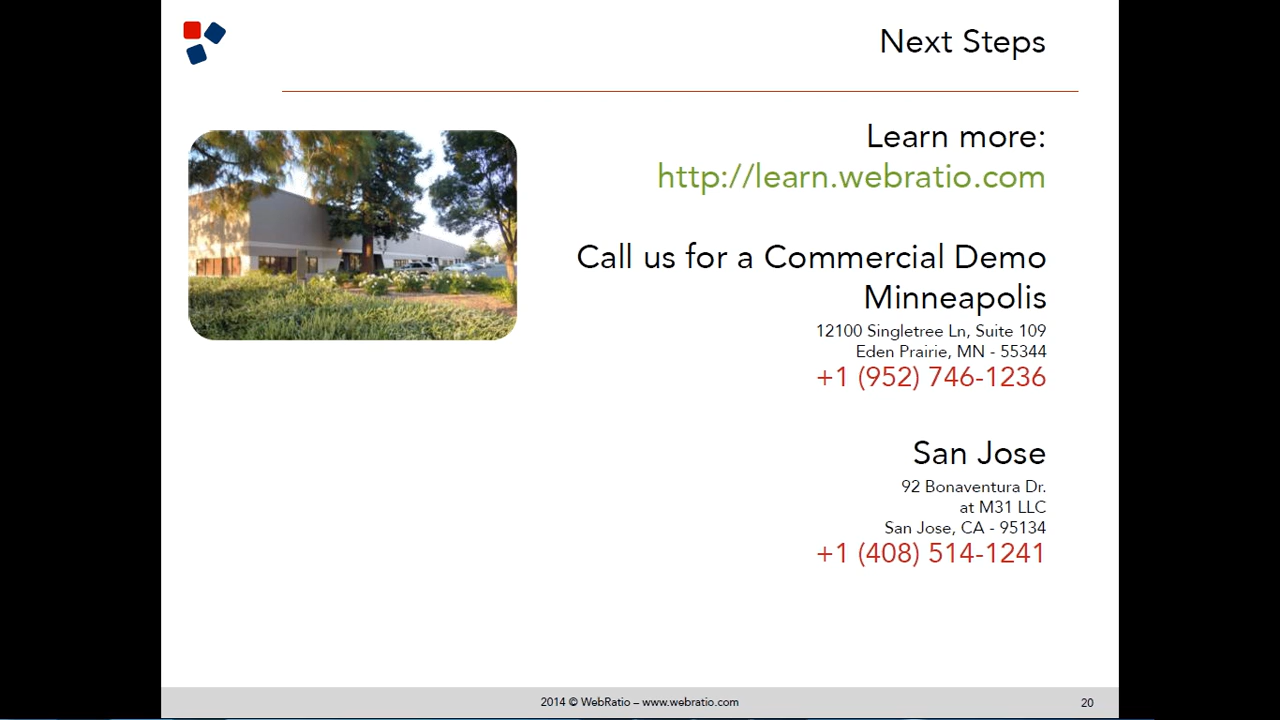 Next Steps
Learn more:
http://learn.webratio.com
Call us for a Commercial Demo
Minneapolis
12100 Singletree Ln, Suite 109
Eden Prairie, MN - 55344
+1 (952) 746-1236
San Jose
92 Bonaventura Dr.
at M31 LLC
San Jose, CA - 95134
+1 (408) 514-1241
2014 © WebRatio – www.webratio.com
20